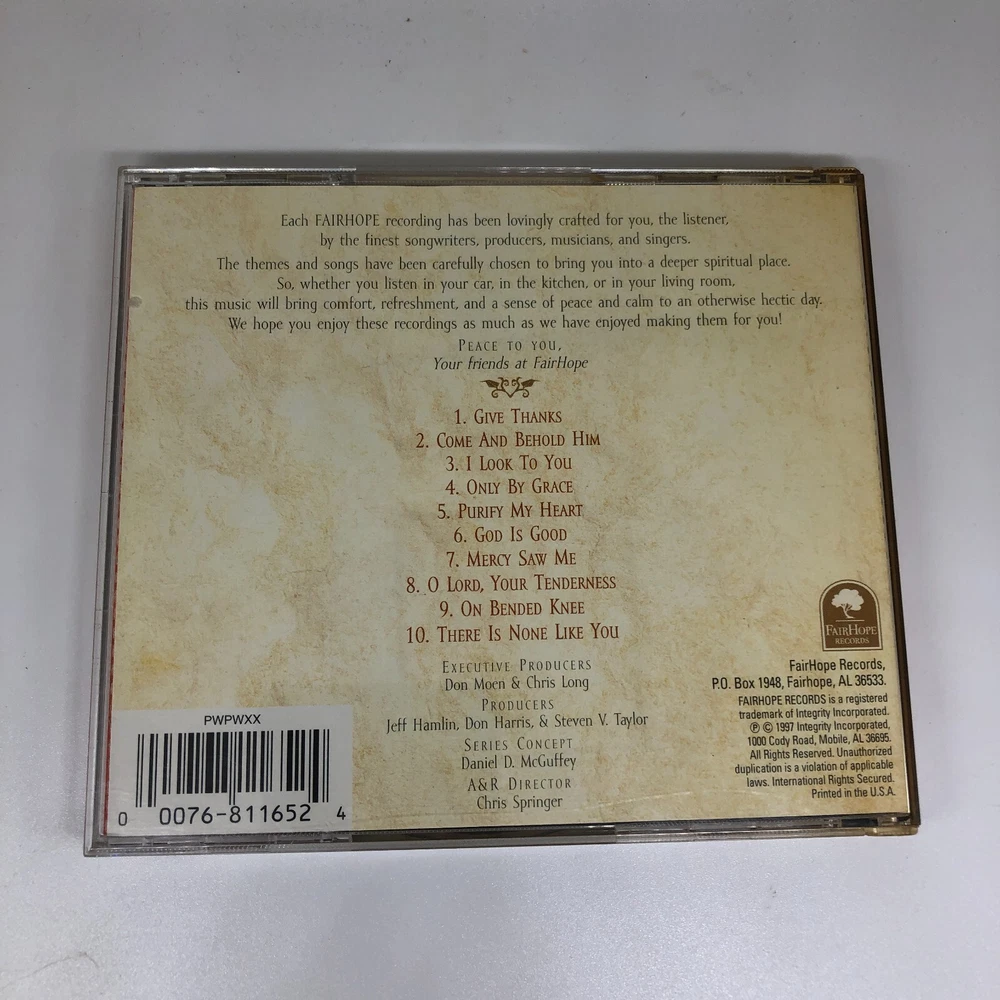 Each FAIRHOPE recording has been lovingly crafted for you, the listener,
by the finest songwriters, producers, musicians, and singers.
The themes and songs have been carefully chosen to bring you into a deeper spiritual place.
So, whether you listen in your car, in the kitchen, or in your living room,
this music will bring comfort, refreshment, and a sense of peace and calm to an otherwise hectic day.
We hope you enjoy these recordings as much as we have enjoyed making them for you!
PEACE TO YOU,
Your friends at FairHope
1. GIVE THANKS
2. COME AND BEHOLD HIM
3. I LOOK TO YOU
4. ONLY BY GRACE
5. PURIFY MY HEART
6. GOD IS GOOD
7. MERCY SAW ME
8. O LORD, YOUR TENDERNESS
9. ON BENDED KNEE
10. THERE IS NONE LIKE YOU
EXECUTIVE PRODUCERS
Don Moen & Chris Long
PRODUCERS
Jeff Hamlin, Don Harris, & Steven V. Taylor
SERIES CONCEPT
Daniel D. McGuffey
A&R DIRECTOR
Chris Springer
PWPWXX
0 0076-811652 4
FAIRHOPE
RECORDS
FairHope Records,
P.O. Box 1948, Fairhope, AL 36533.
FAIRHOPE RECORDS is a registered
trademark of Integrity Incorporated.
℗ © 1997 Integrity Incorporated,
1000 Cody Road, Mobile, AL 36695.
All Rights Reserved. Unauthorized
duplication is a violation of applicable
laws. International Rights Secured.
Printed in the U.S.A.